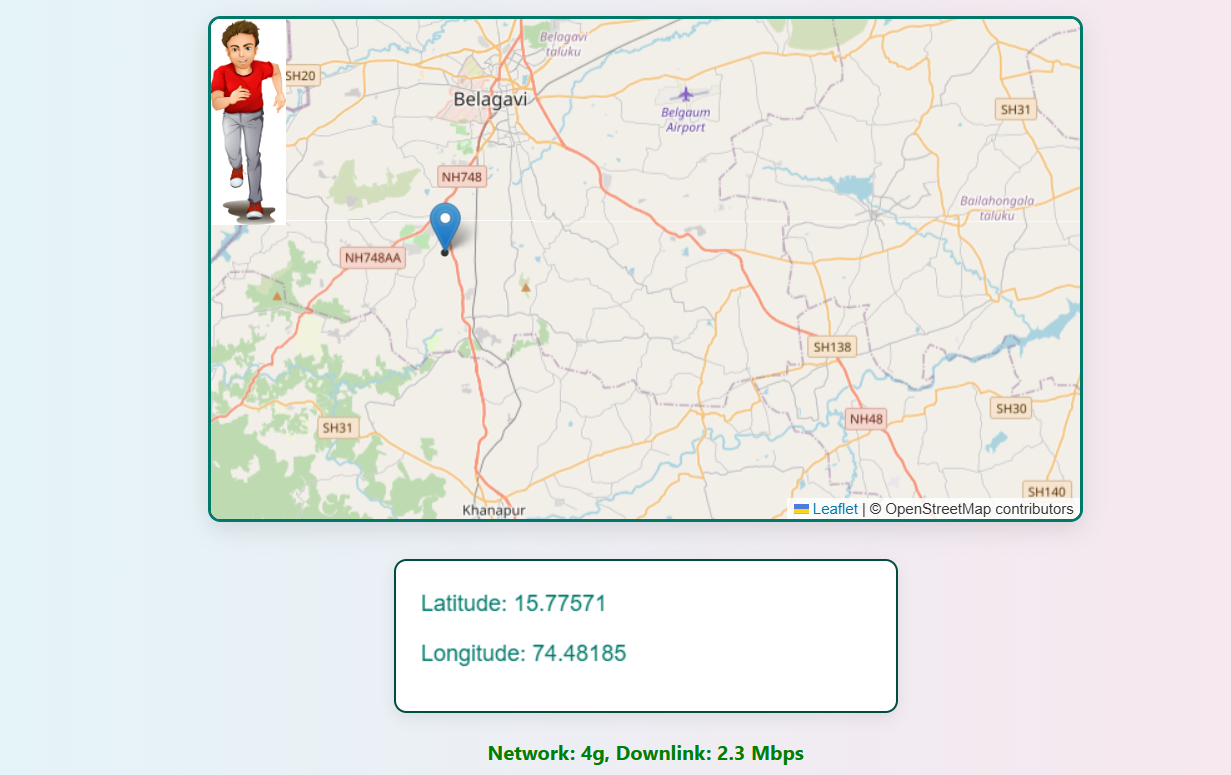 Belagavi
taluku
SH20
Belagavi
Belgaum
Airport
SH31
NH748
Bailahongala
taluku
NH748AA
SH138
SH30
NH48
SH31
SH140
Khanapur
Leaflet | © OpenStreetMap contributors
Latitude: 15.77571
Longitude: 74.48185
Network: 4g, Downlink: 2.3 Mbps